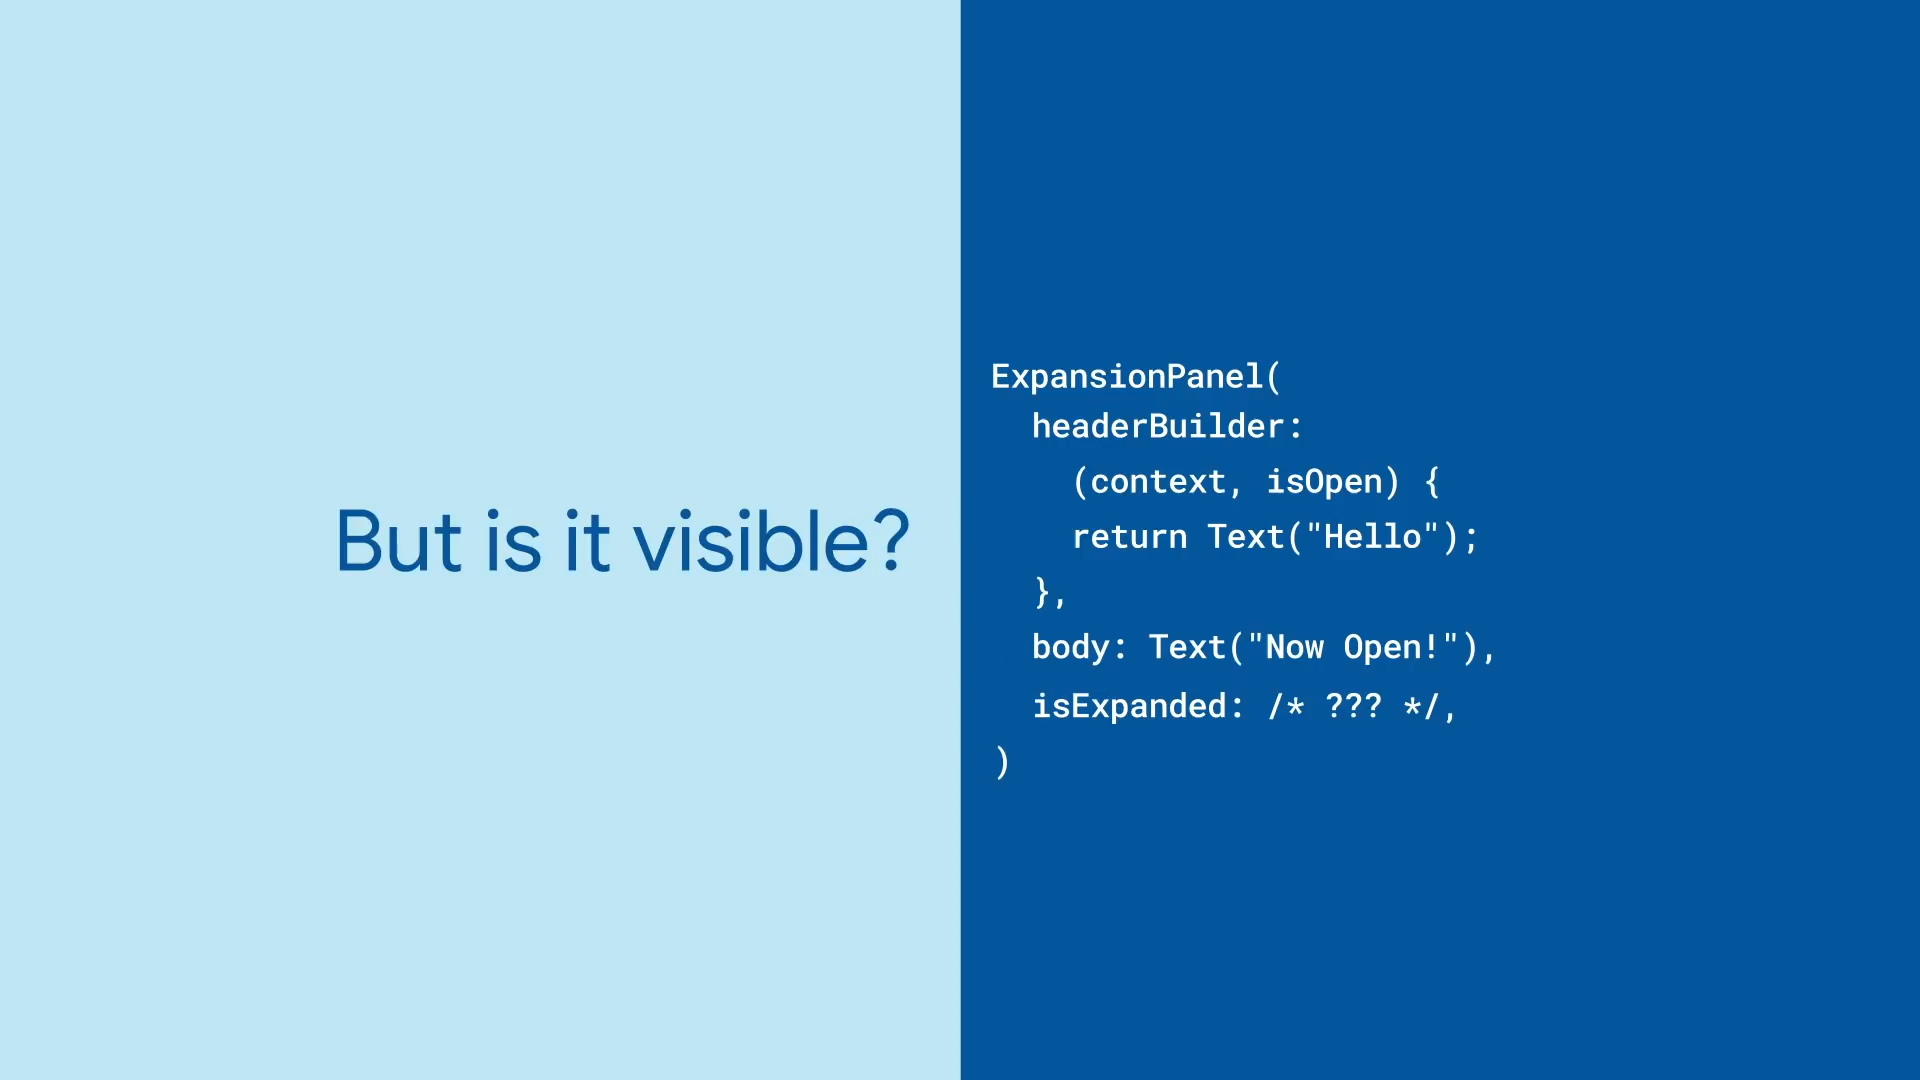 But is it visible?
ExpansionPanel(
headerBuilder:
(context, isOpen) {
return Text("Hello");
},
body: Text("Now Open!"),
isExpanded: /* ??? */,
)